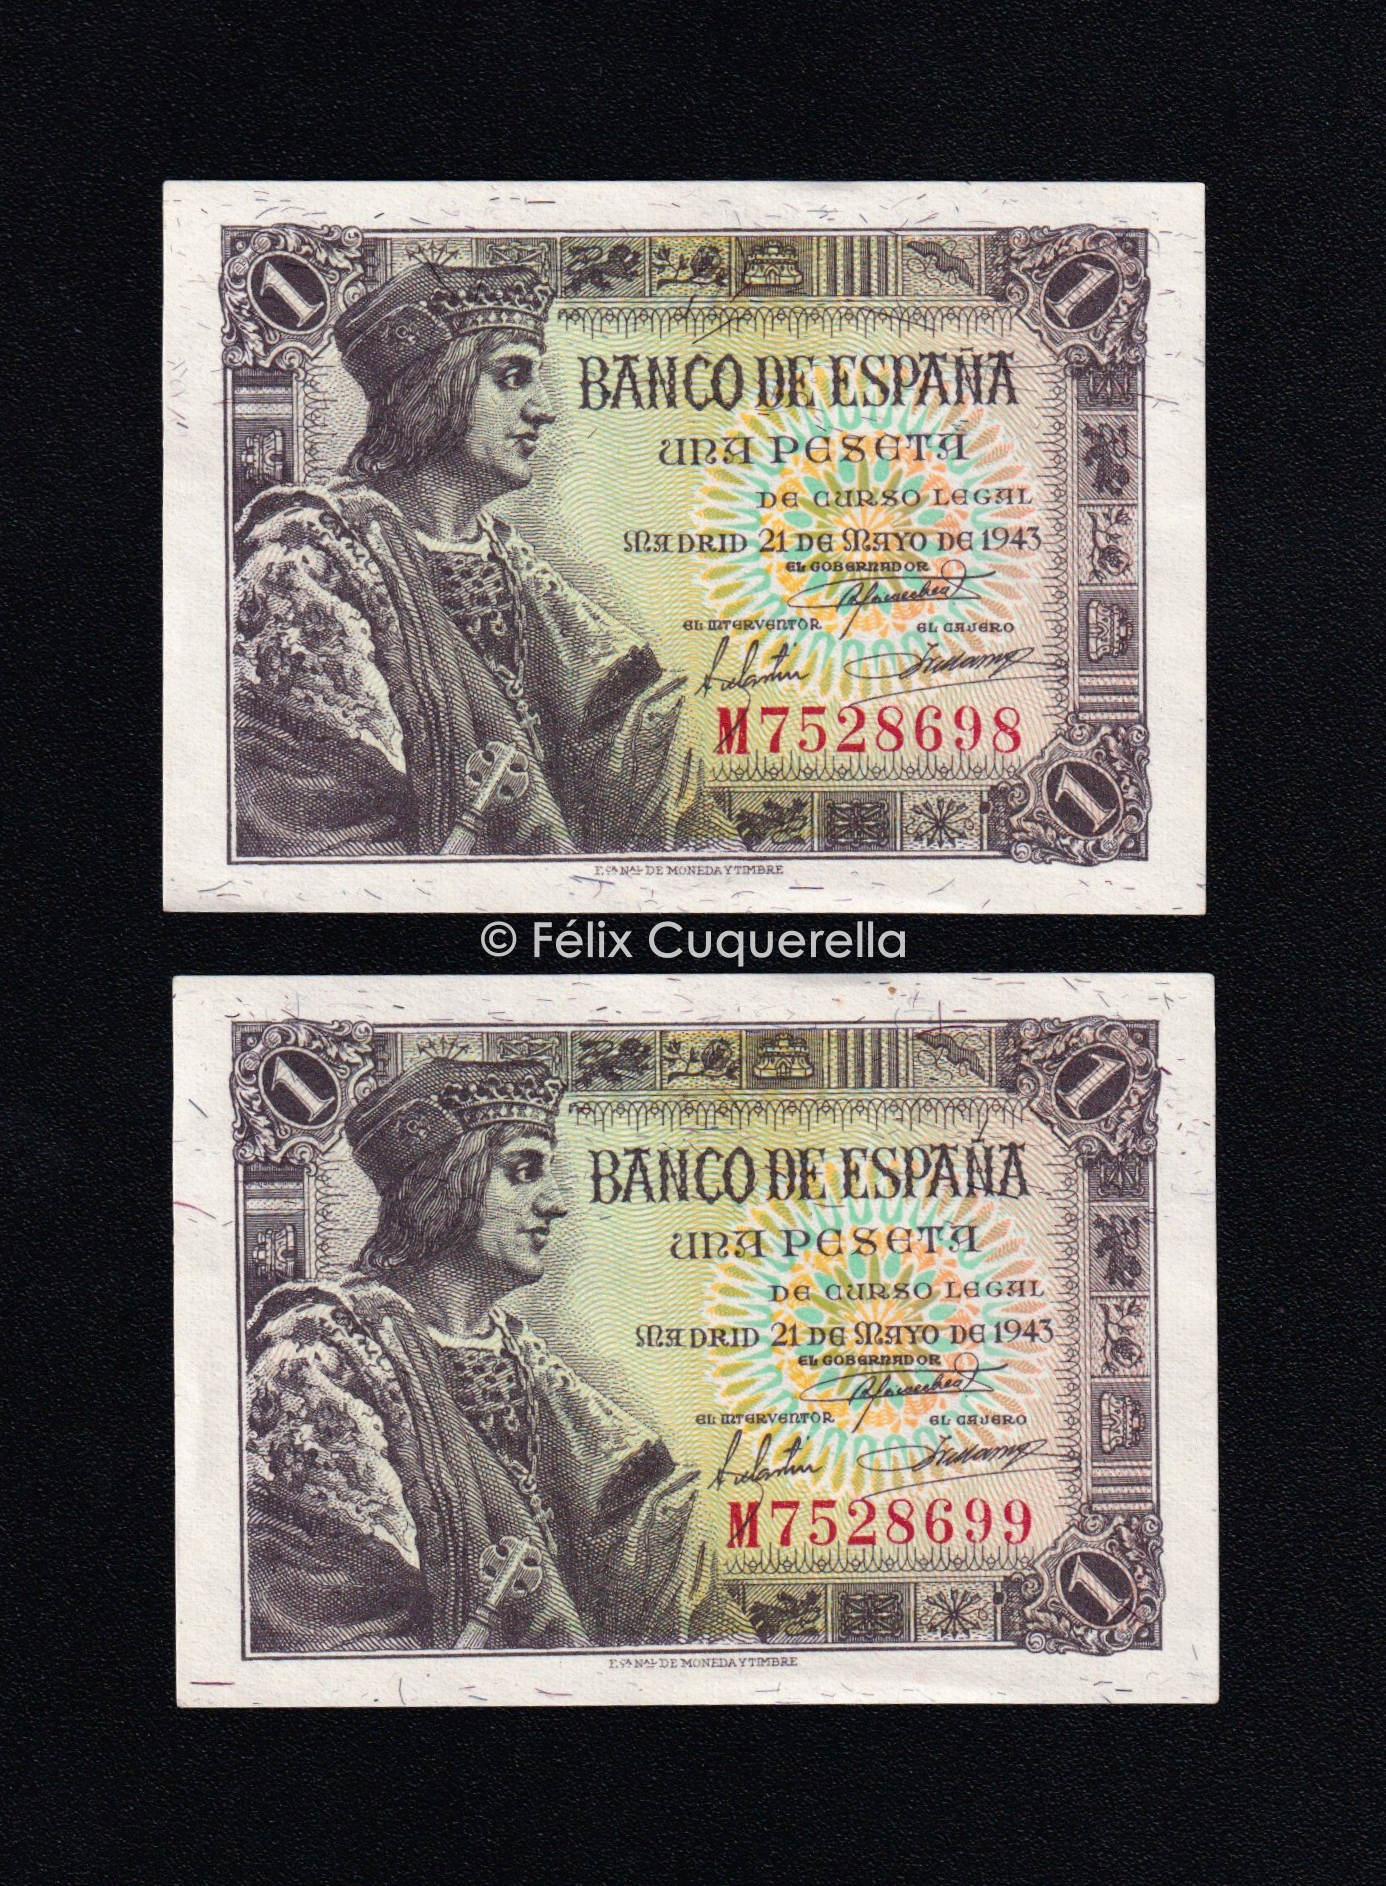 1
1
BANCO DE ESPAÑA
UNA PESETA
DE CURSO LEGAL
MADRID 21 DE MAYO DE 1943
EL GOBERNADOR
EL INTERVENTOR EL CAJERO
M7528698
1
F.CA NAL DE MONEDA Y TIMBRE
© Félix Cuquerella
1
1
BANCO DE ESPAÑA
UNA PESETA
DE CURSO LEGAL
MADRID 21 DE MAYO DE 1943
EL GOBERNADOR
EL INTERVENTOR EL CAJERO
M7528699
1
F.CA NAL DE MONEDA Y TIMBRE